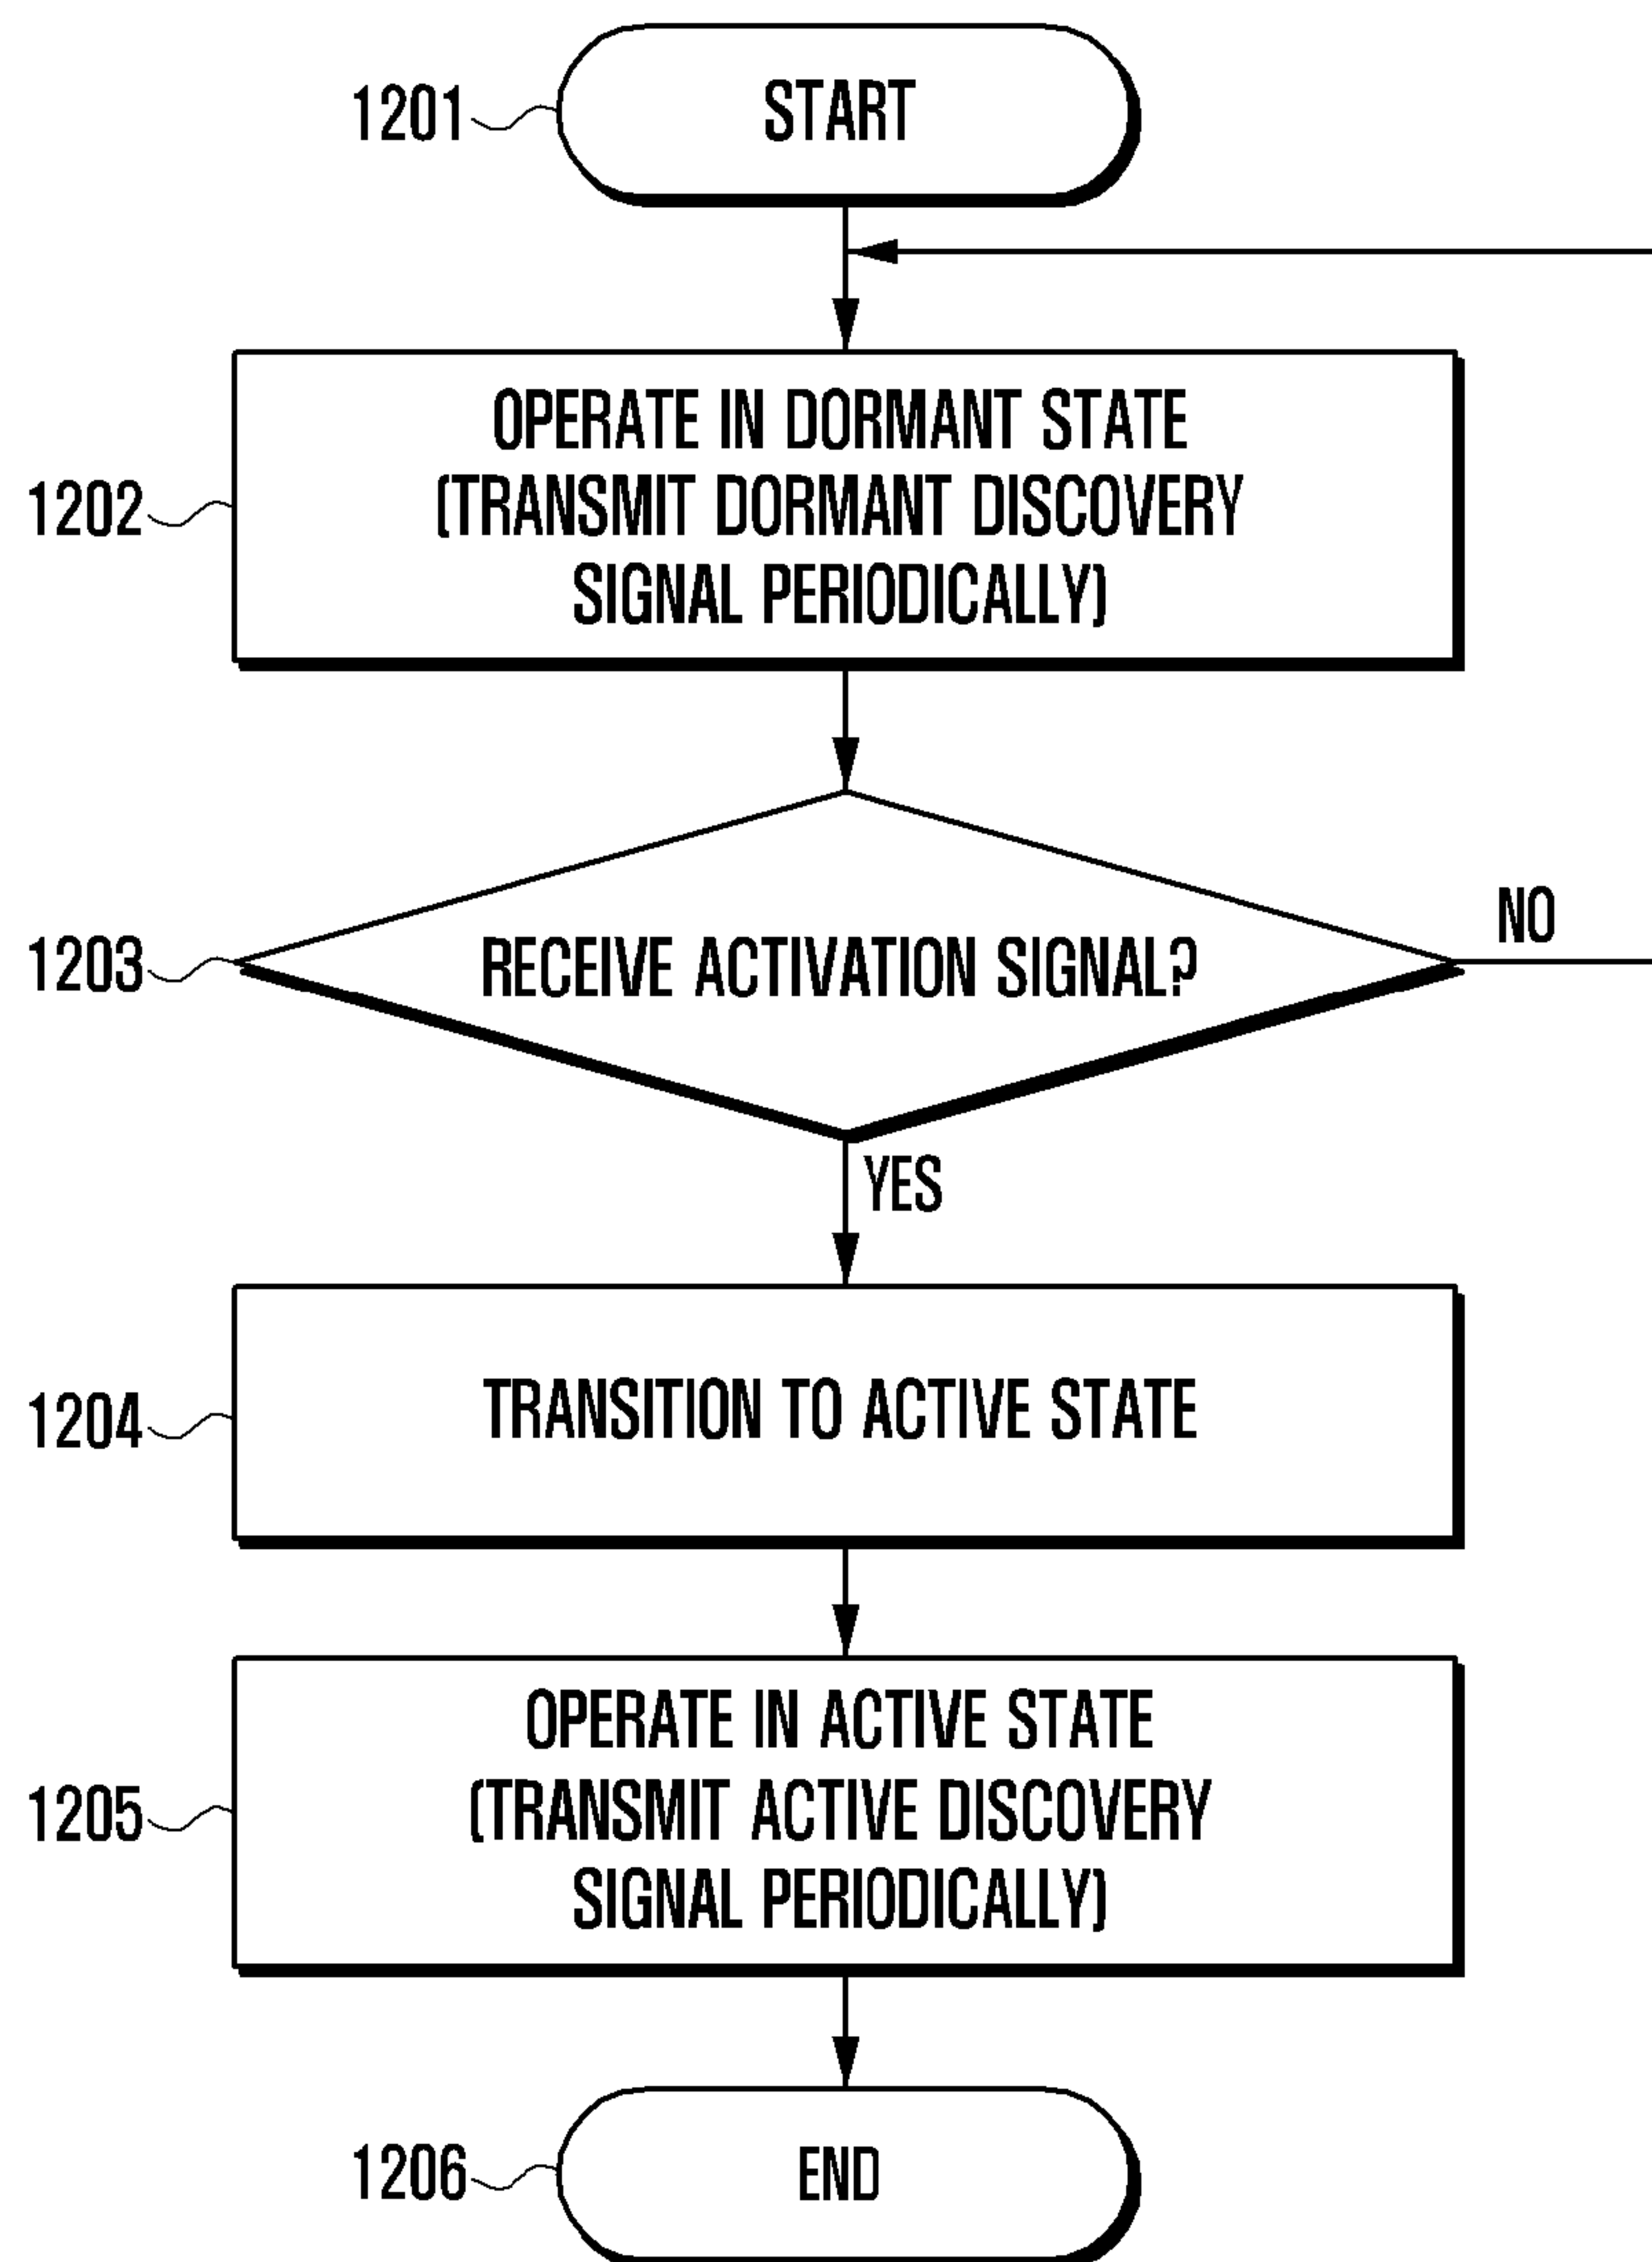 1201
START
1202
OPERATE IN DORMANT STATE
(TRANSMIT DORMANT DISCOVERY
SIGNAL PERIODICALLY)
1203
RECEIVE ACTIVATION SIGNAL?
NO
YES
1204
TRANSITION TO ACTIVE STATE
1205
OPERATE IN ACTIVE STATE
(TRANSMIT ACTIVE DISCOVERY
SIGNAL PERIODICALLY)
1206
END